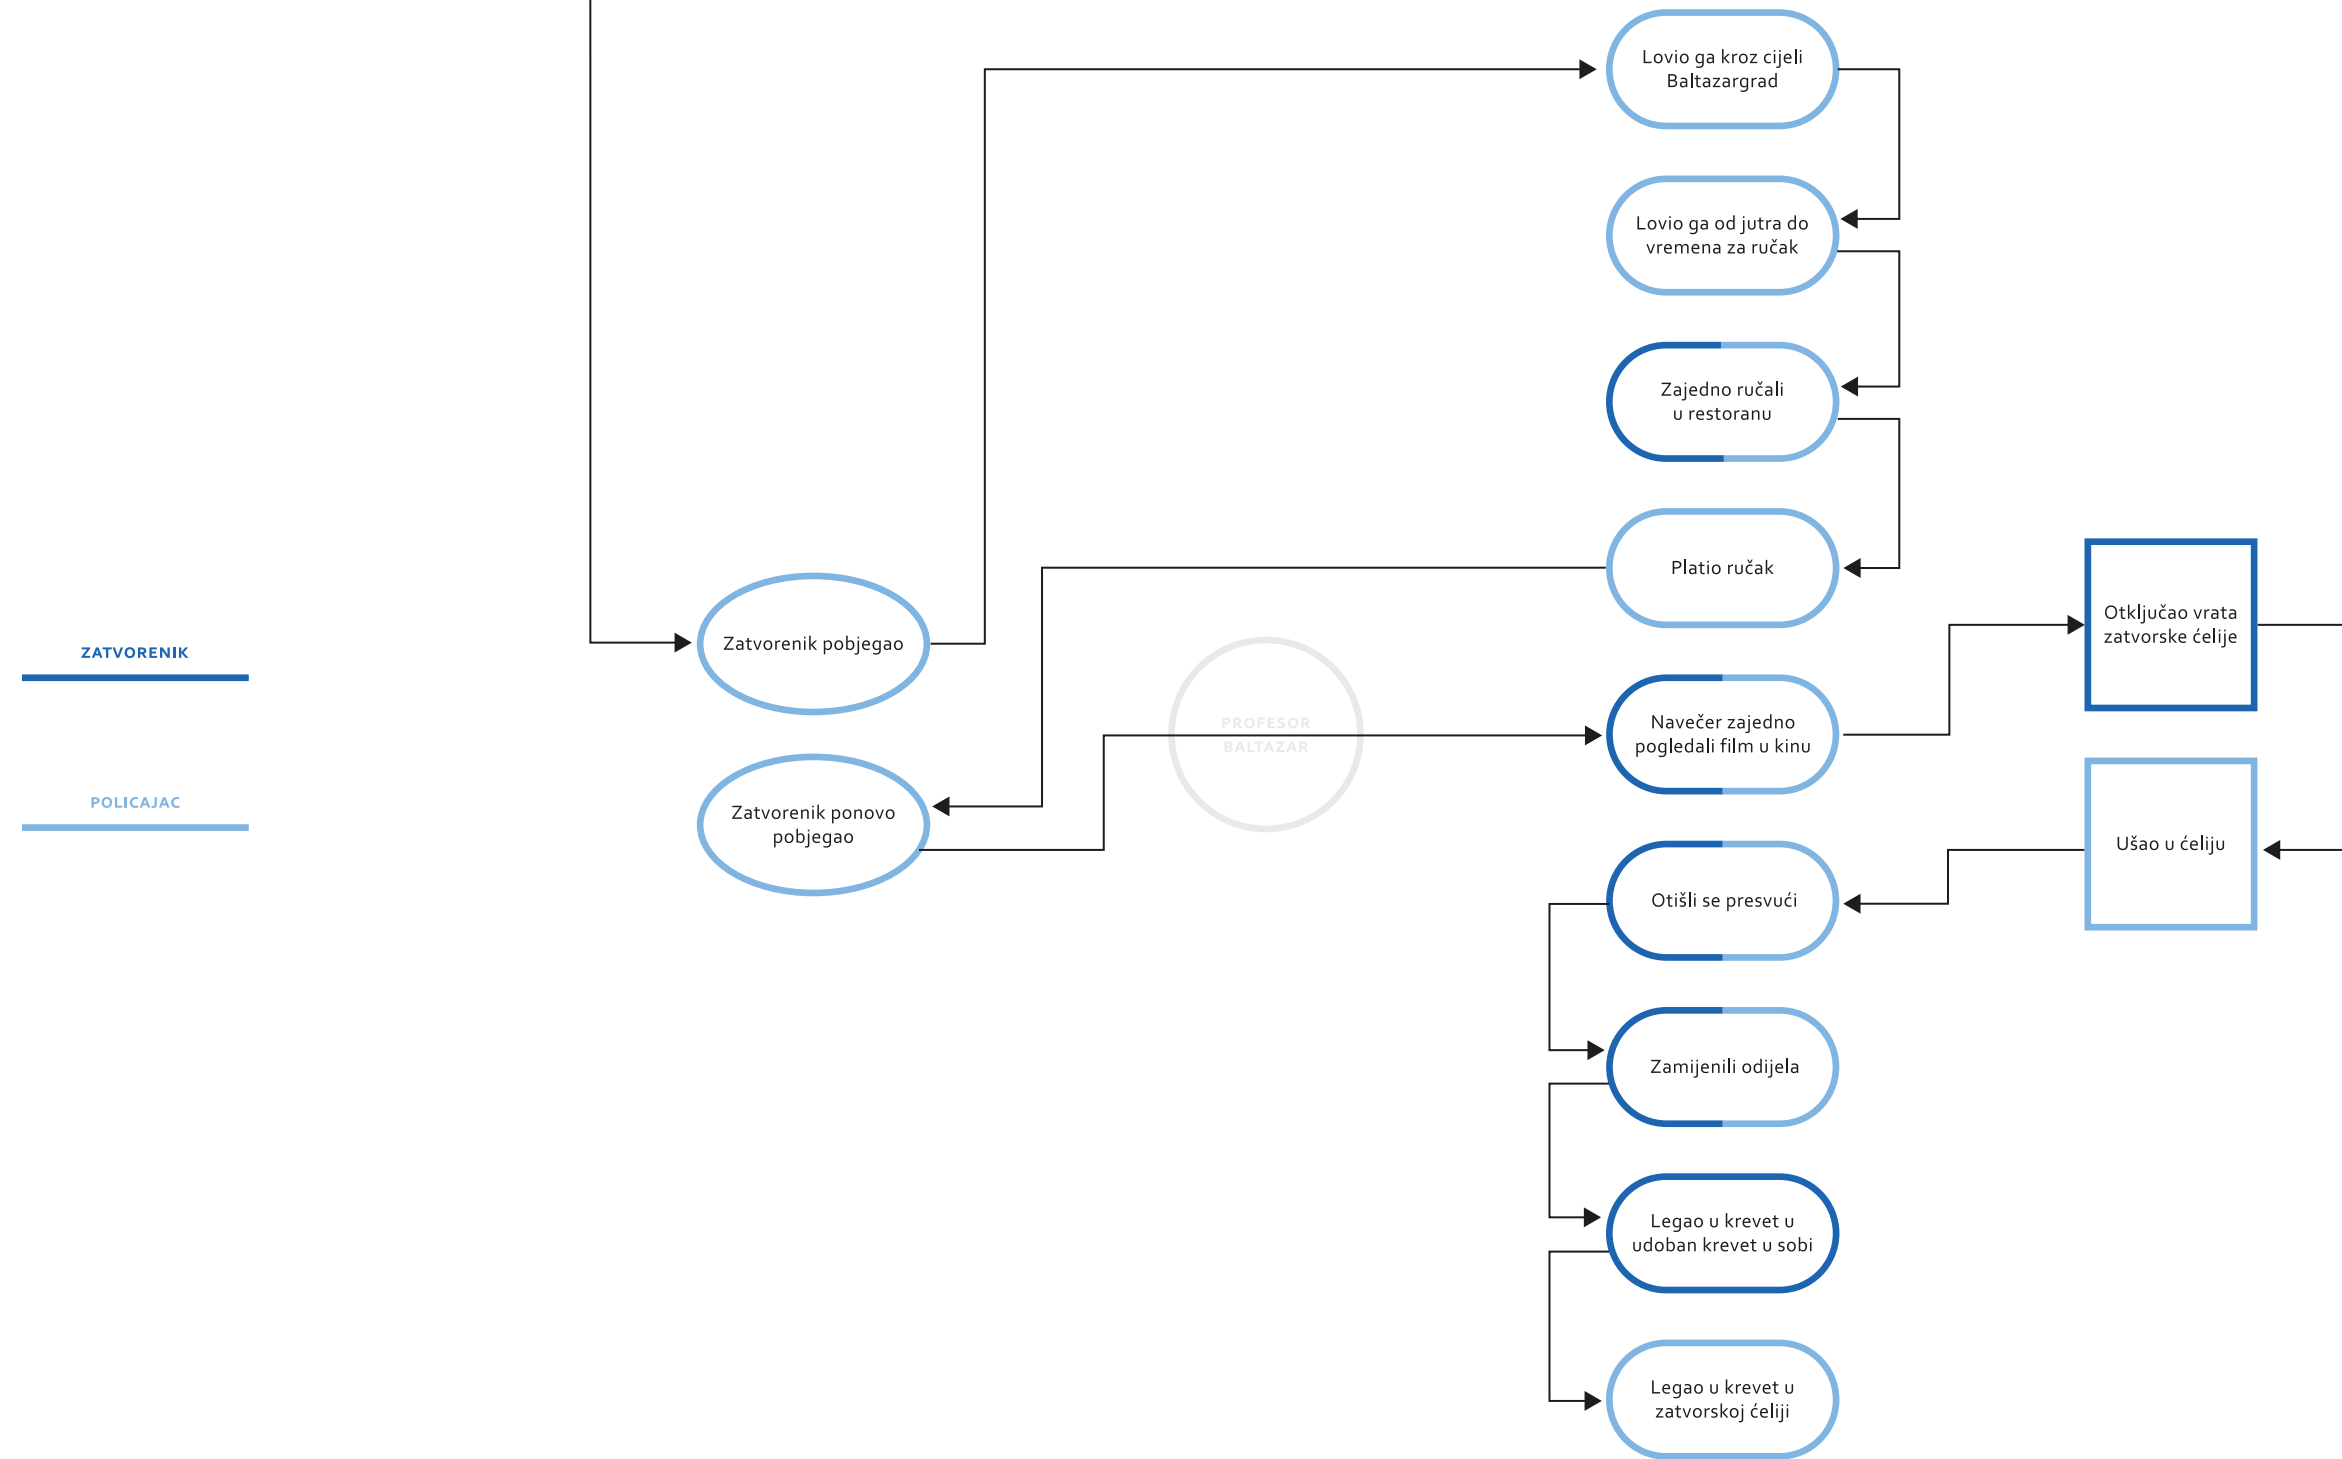 Lovio ga kroz cijeli
Baltazargrad
Lovio ga od jutra do
vremena za ručak
Zajedno ručali
u restoranu
Platio ručak
Otključao vrata
zatvorske ćelije
Zatvorenik pobjegao
ZATVORENIK
PROFESOR
BALTAZAR
Navečer zajedno
pogledali film u kinu
POLICAJAC
Zatvorenik ponovo
pobjegao
Ušao u ćeliju
Otišli se presvući
Zamijenili odijela
Legao u krevet u
udoban krevet u sobi
Legao u krevet u
zatvorskoj ćeliji